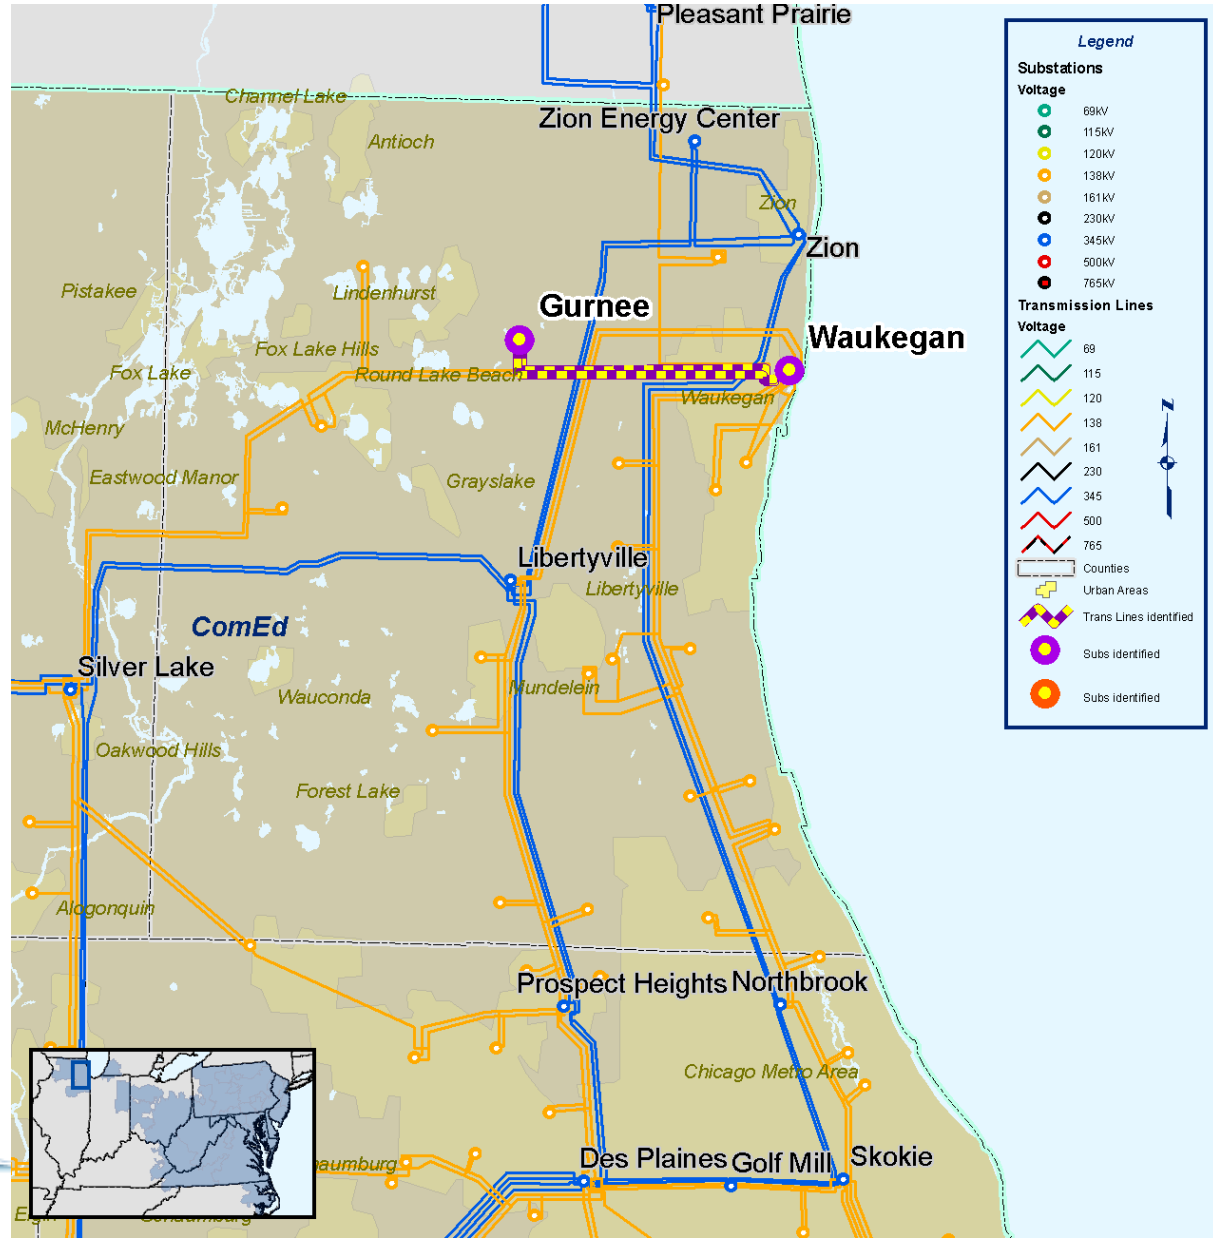 Pleasant Prairie
Legend
Substations
Voltage
69kV
115kV
120kV
138kV
161kV
230kV
345kV
500kV
765kV
Transmission Lines
Voltage
69
115
120
138
161
230
345
500
765
Counties
Urban Areas
Trans Lines identified
Subs identified
Subs identified
Z
Channel Lake
Zion Energy Center
Antioch
Zion
Zion
Pistakee
Lindenhurst
Gurnee
Waukegan
Fox Lake Hills
Fox Lake
Round Lake Beach
Waukegan
McHenry
Eastwood Manor
Grayslake
Libertyville
Libertyville
ComEd
Silver Lake
Wauconda
Mundelein
Oakwood Hills
Forest Lake
Algonquin
Prospect Heights
Northbrook
Chicago Metro Area
Des Plaines
Golf Mill
Skokie
haumburg
Elgin